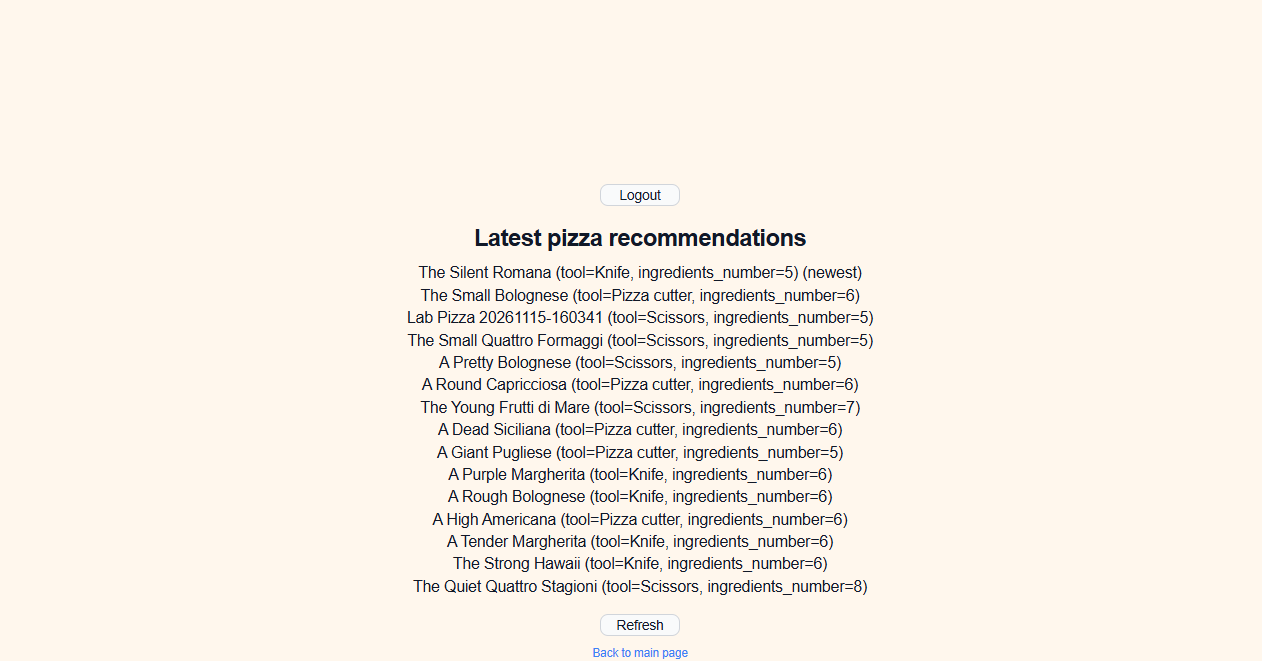 Logout
Latest pizza recommendations
The Silent Romana (tool=Knife, ingredients_number=5) (newest)
The Small Bolognese (tool=Pizza cutter, ingredients_number=6)
Lab Pizza 20261115-160341 (tool=Scissors, ingredients_number=5)
The Small Quattro Formaggi (tool=Scissors, ingredients_number=5)
A Pretty Bolognese (tool=Scissors, ingredients_number=5)
A Round Capricciosa (tool=Pizza cutter, ingredients_number=6)
The Young Frutti di Mare (tool=Scissors, ingredients_number=7)
A Dead Siciliana (tool=Pizza cutter, ingredients_number=6)
A Giant Pugliese (tool=Pizza cutter, ingredients_number=5)
A Purple Margherita (tool=Knife, ingredients_number=6)
A Rough Bolognese (tool=Knife, ingredients_number=6)
A High Americana (tool=Pizza cutter, ingredients_number=6)
A Tender Margherita (tool=Knife, ingredients_number=6)
The Strong Hawaii (tool=Knife, ingredients_number=6)
The Quiet Quattro Stagioni (tool=Scissors, ingredients_number=8)
Refresh
Back to main page